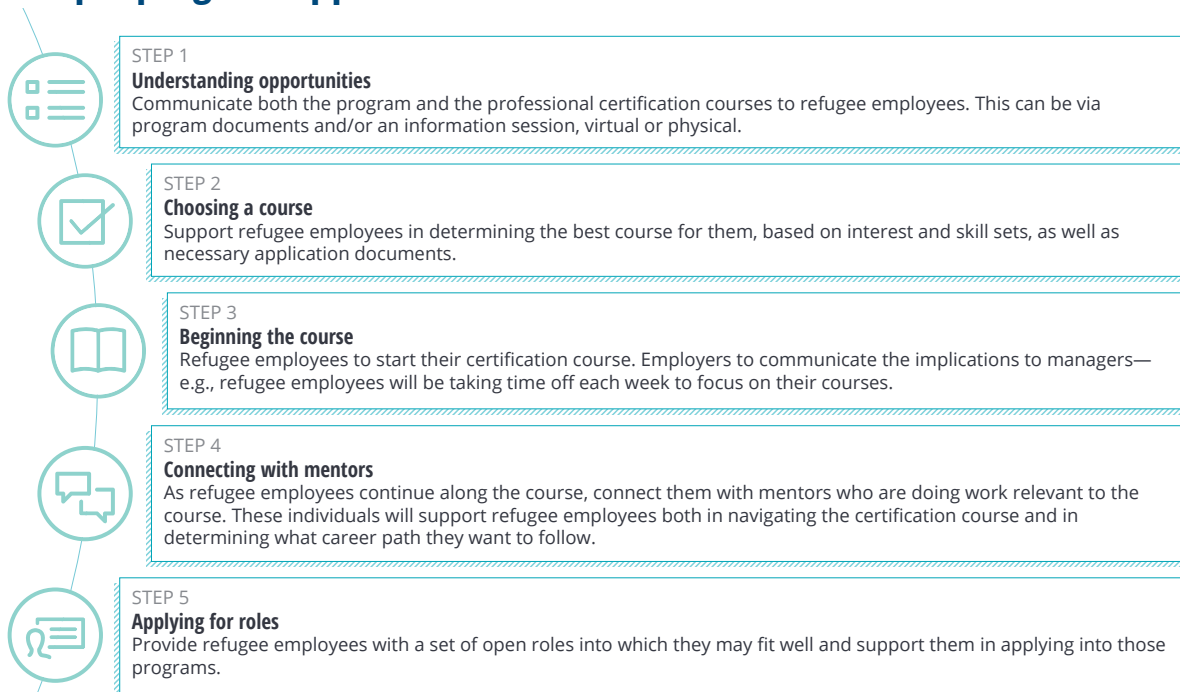 STEP 1
Understanding opportunities
Communicate both the program and the professional certification courses to refugee employees. This can be via
program documents and/or an information session, virtual or physical.
STEP 2
Choosing a course
Support refugee employees in determining the best course for them, based on interest and skill sets, as well as
necessary application documents.
STEP 3
Beginning the course
Refugee employees to start their certification course. Employers to communicate the implications to managers—
e.g., refugee employees will be taking time off each week to focus on their courses.
STEP 4
Connecting with mentors
As refugee employees continue along the course, connect them with mentors who are doing work relevant to the
course. These individuals will support refugee employees both in navigating the certification course and in
determining what career path they want to follow.
STEP 5
Applying for roles
Provide refugee employees with a set of open roles into which they may fit well and support them in applying into those
programs.